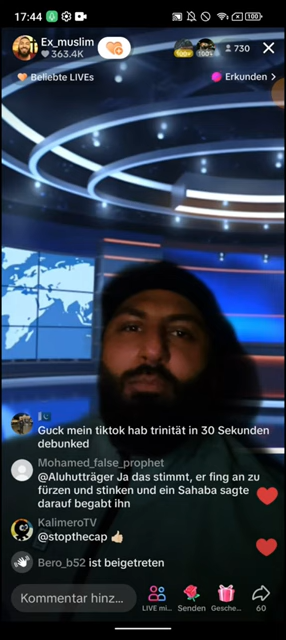 17:44
100
Ex_muslim
363.4K
730
Beliebte LIVEs
Erkunden >
Guck mein tiktok hab trinität in 30 Sekunden
debunked
Mohamed_false_prophet
@Aluhutträger Ja das stimmt, er fing an zu
fürzen und stinken und ein Sahaba sagte
darauf begabt ihn
KalimeroTV
@stopthecap 👍🏼
Bero_b52 ist beigetreten
Kommentar hinz...
LIVE mi...
Senden
Gesche...
60